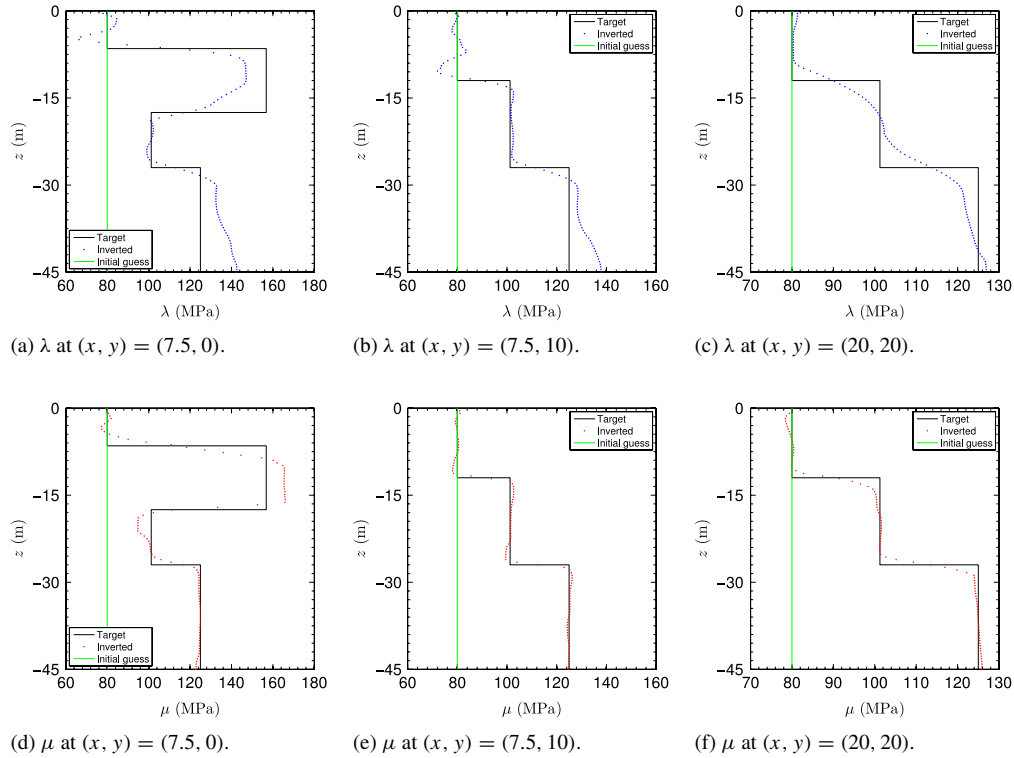 0
−15
−30
−45
z (m)
60 80 100 120 140 160 180
λ (MPa)
Target
Inverted
Initial guess
(a) λ at (x, y) = (7.5, 0).
0
−15
−30
−45
z (m)
60 80 100 120 140 160
λ (MPa)
Target
Inverted
Initial guess
(b) λ at (x, y) = (7.5, 10).
0
−15
−30
−45
z (m)
70 80 90 100 110 120 130
λ (MPa)
Target
Inverted
Initial guess
(c) λ at (x, y) = (20, 20).
0
−15
−30
−45
z (m)
60 80 100 120 140 160 180
μ (MPa)
Target
Inverted
Initial guess
(d) μ at (x, y) = (7.5, 0).
0
−15
−30
−45
z (m)
60 80 100 120 140 160
μ (MPa)
Target
Inverted
Initial guess
(e) μ at (x, y) = (7.5, 10).
0
−15
−30
−45
z (m)
70 80 90 100 110 120 130
μ (MPa)
Target
Inverted
Initial guess
(f) μ at (x, y) = (20, 20).